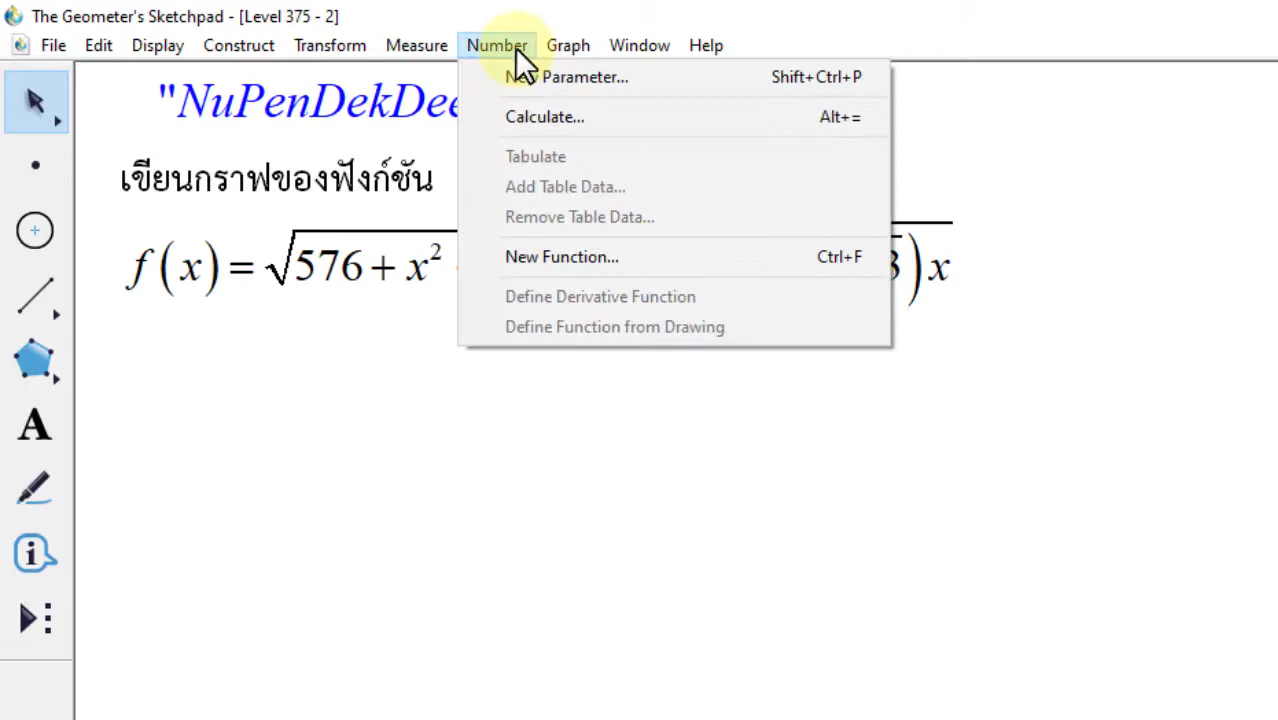 The Geometer's Sketchpad - [Level 375 - 2]
File Edit Display Construct Transform Measure Number Graph Window Help
New Parameter... Shift+Ctrl+P
"NuPenDekDee
Calculate... Alt+=
Tabulate
เขียนกราฟของฟังก์ชัน
Add Table Data...
Remove Table Data...
f(x) = √576 + x² 3)x
New Function... Ctrl+F
Define Derivative Function
Define Function from Drawing
A
i